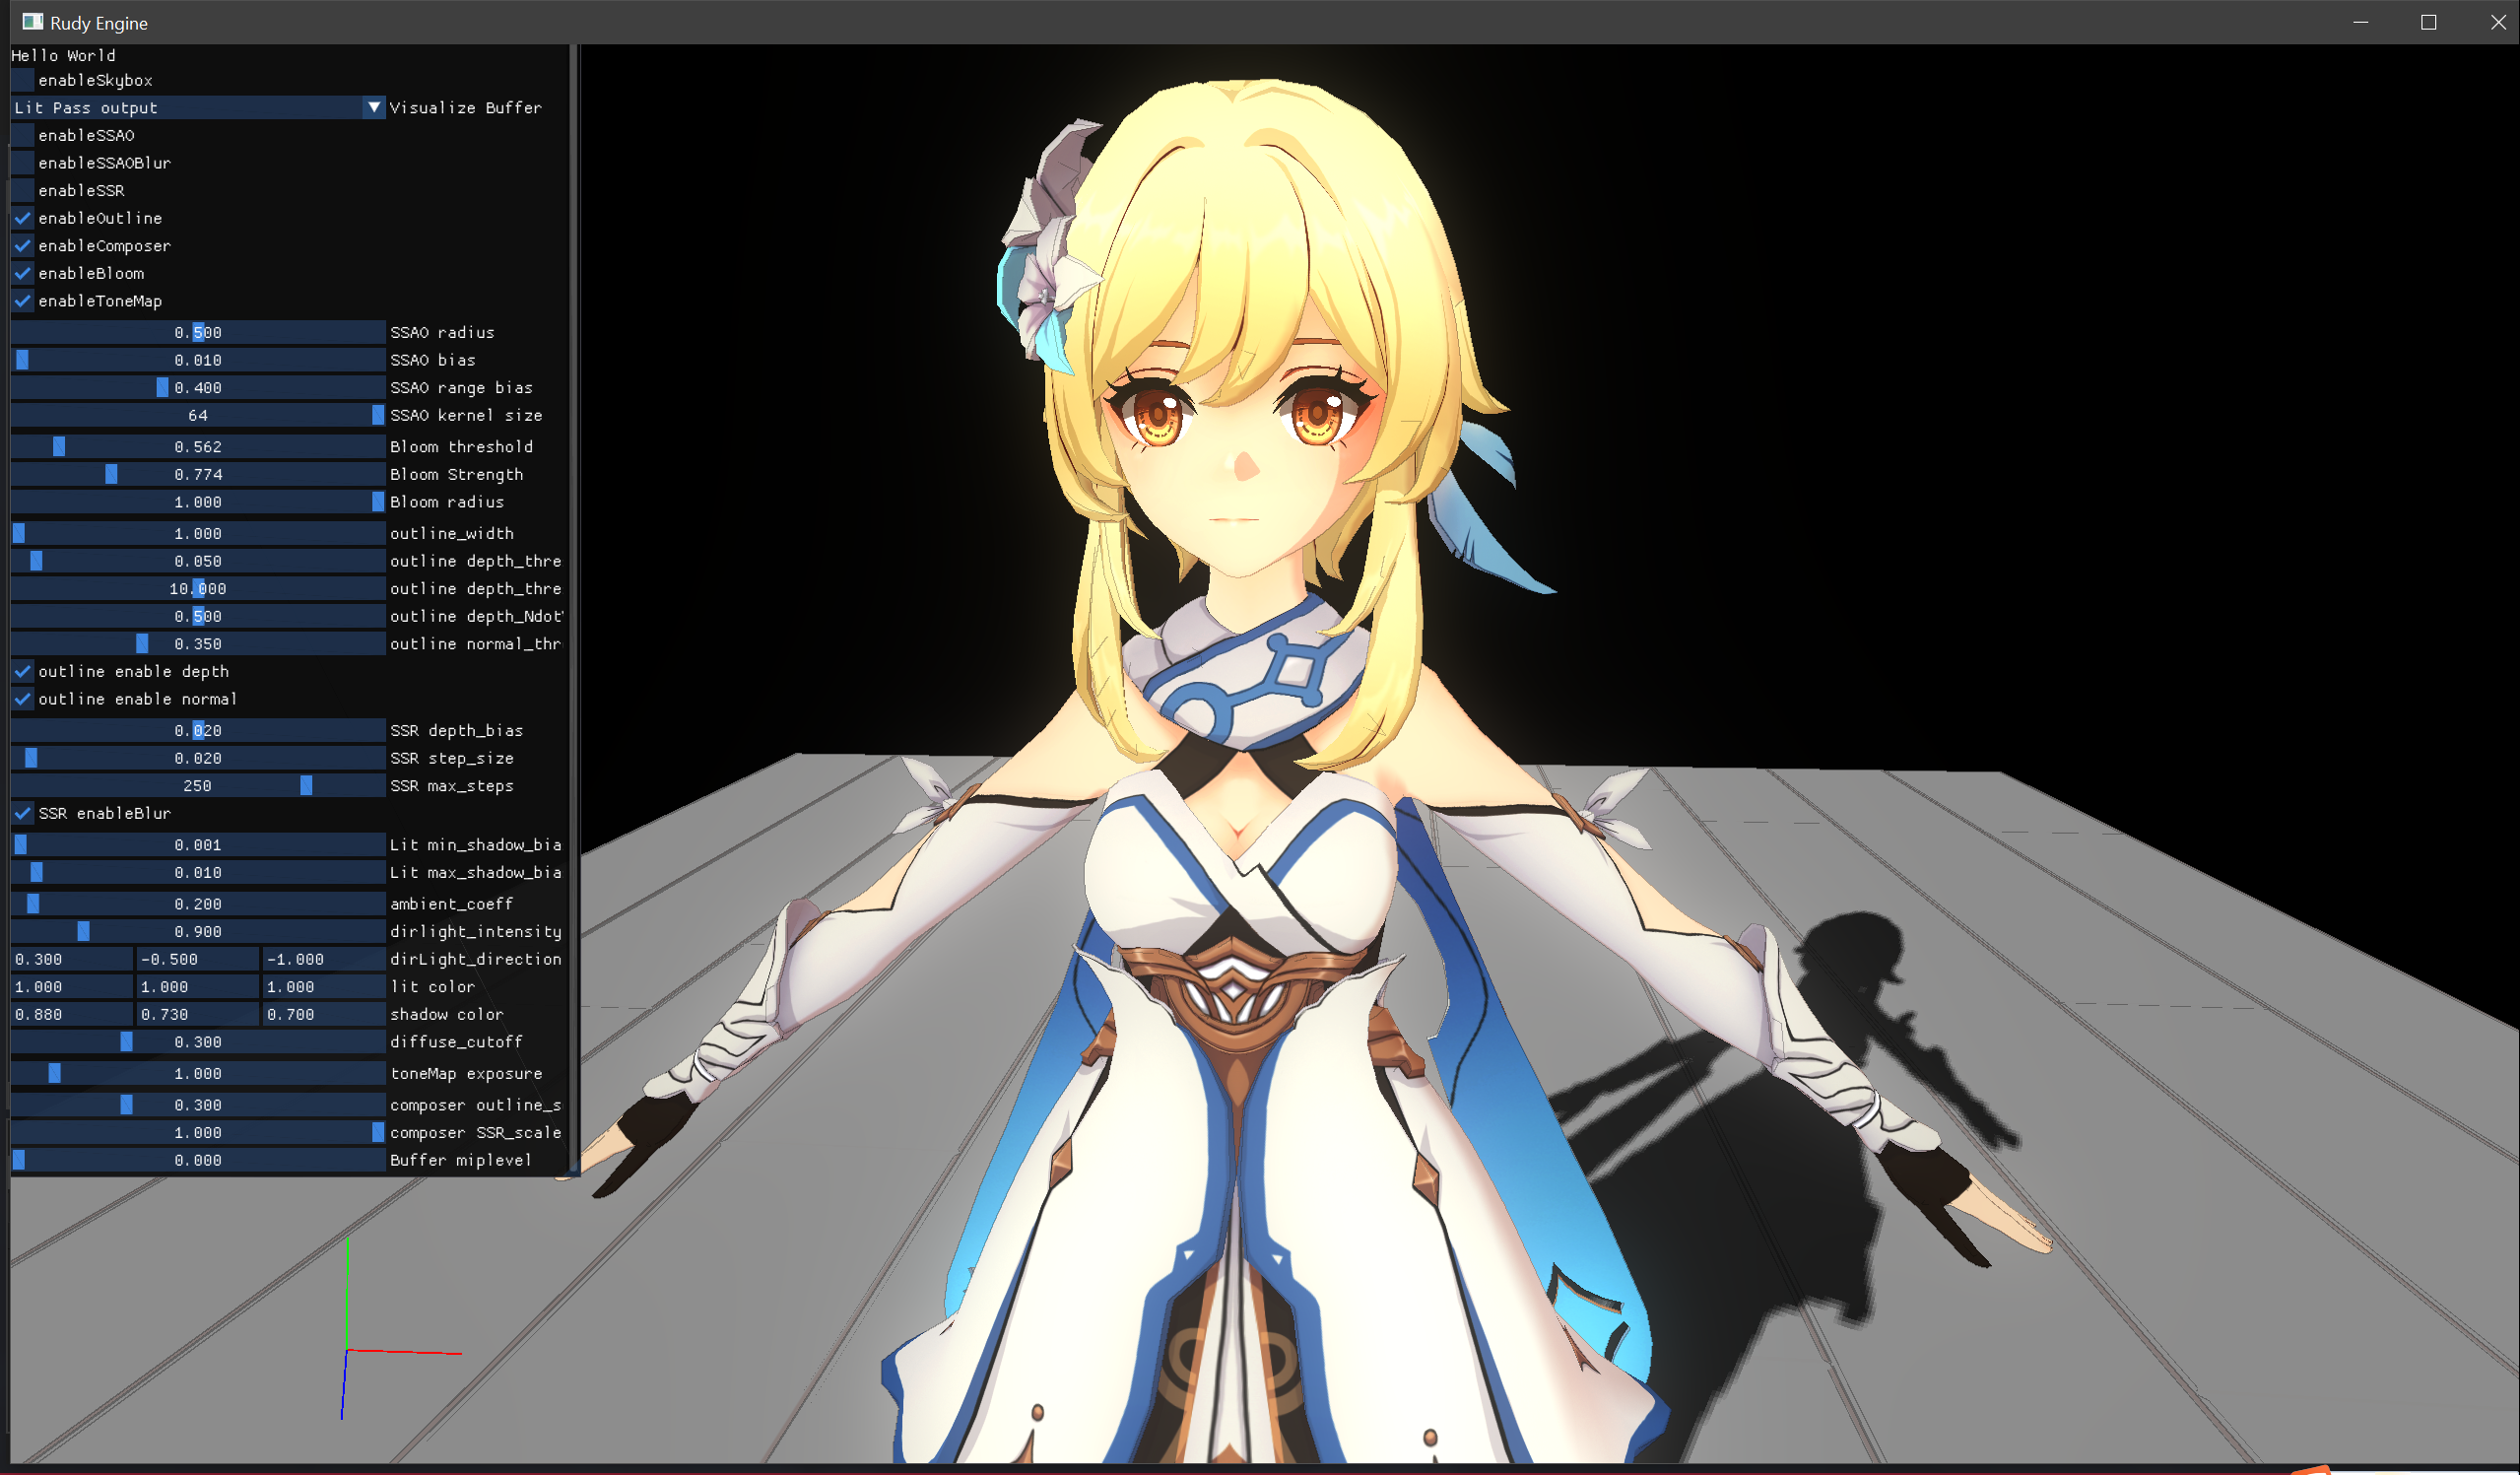 Rudy Engine
Hello World
enableSkybox
Lit Pass output Visualize Buffer
enableSSAO
enableSSAOBlur
enableSSR
enableOutline
enableComposer
enableBloom
enableToneMap
0.500 SSAO radius
0.010 SSAO bias
0.400 SSAO range bias
64 SSAO kernel size
0.562 Bloom threshold
0.774 Bloom Strength
1.000 Bloom radius
1.000 outline_width
0.050 outline depth_thre
10.000 outline depth_thre
0.500 outline depth_Ndot
0.350 outline normal_thr
outline enable depth
outline enable normal
0.020 SSR depth_bias
0.020 SSR step_size
250 SSR max_steps
SSR enableBlur
0.001 Lit min_shadow_bia
0.010 Lit max_shadow_bia
0.200 ambient_coeff
0.900 dirlight_intensity
0.300 -0.500 -1.000 dirLight_direction
1.000 1.000 1.000 lit color
0.880 0.730 0.700 shadow color
0.300 diffuse_cutoff
1.000 toneMap exposure
0.300 composer outline_s
1.000 composer SSR_scale
0.000 Buffer miplevel